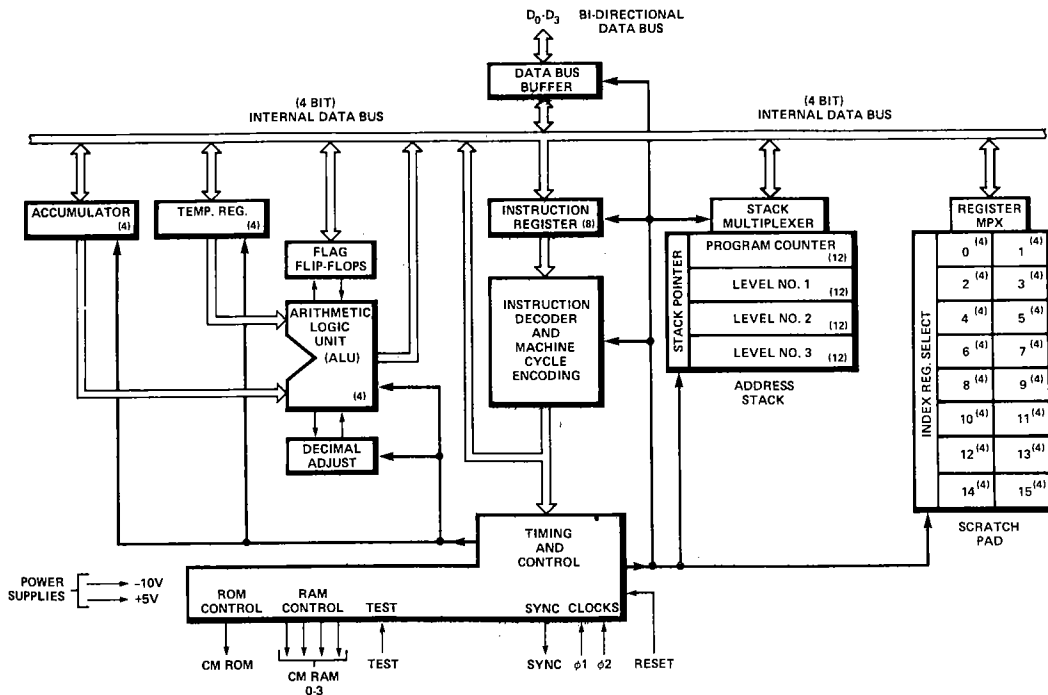 D0-D3 BI-DIRECTIONAL
DATA BUS
DATA BUS
BUFFER
(4 BIT)
INTERNAL DATA BUS
(4 BIT)
INTERNAL DATA BUS
ACCUMULATOR
(4)
TEMP. REG.
(4)
FLAG
FLIP-FLOPS
ARITHMETIC
LOGIC
UNIT
(ALU)
(4)
DECIMAL
ADJUST
INSTRUCTION
REGISTER (8)
INSTRUCTION
DECODER
AND
MACHINE
CYCLE
ENCODING
STACK
MULTIPLEXER
STACK POINTER
PROGRAM COUNTER
(12)
LEVEL NO. 1 (12)
LEVEL NO. 2 (12)
LEVEL NO. 3 (12)
ADDRESS
STACK
REGISTER
MPX
INDEX REG. SELECT
0 (4) 1 (4)
2 (4) 3 (4)
4 (4) 5 (4)
6 (4) 7 (4)
8 (4) 9 (4)
10 (4) 11 (4)
12 (4) 13 (4)
14 (4) 15 (4)
SCRATCH
PAD
TIMING
AND
CONTROL
POWER
SUPPLIES
-10V
+5V
ROM
CONTROL
RAM
CONTROL
TEST
SYNC
CLOCKS
CM ROM
CM RAM
0-3
TEST
SYNC
φ1
φ2
RESET